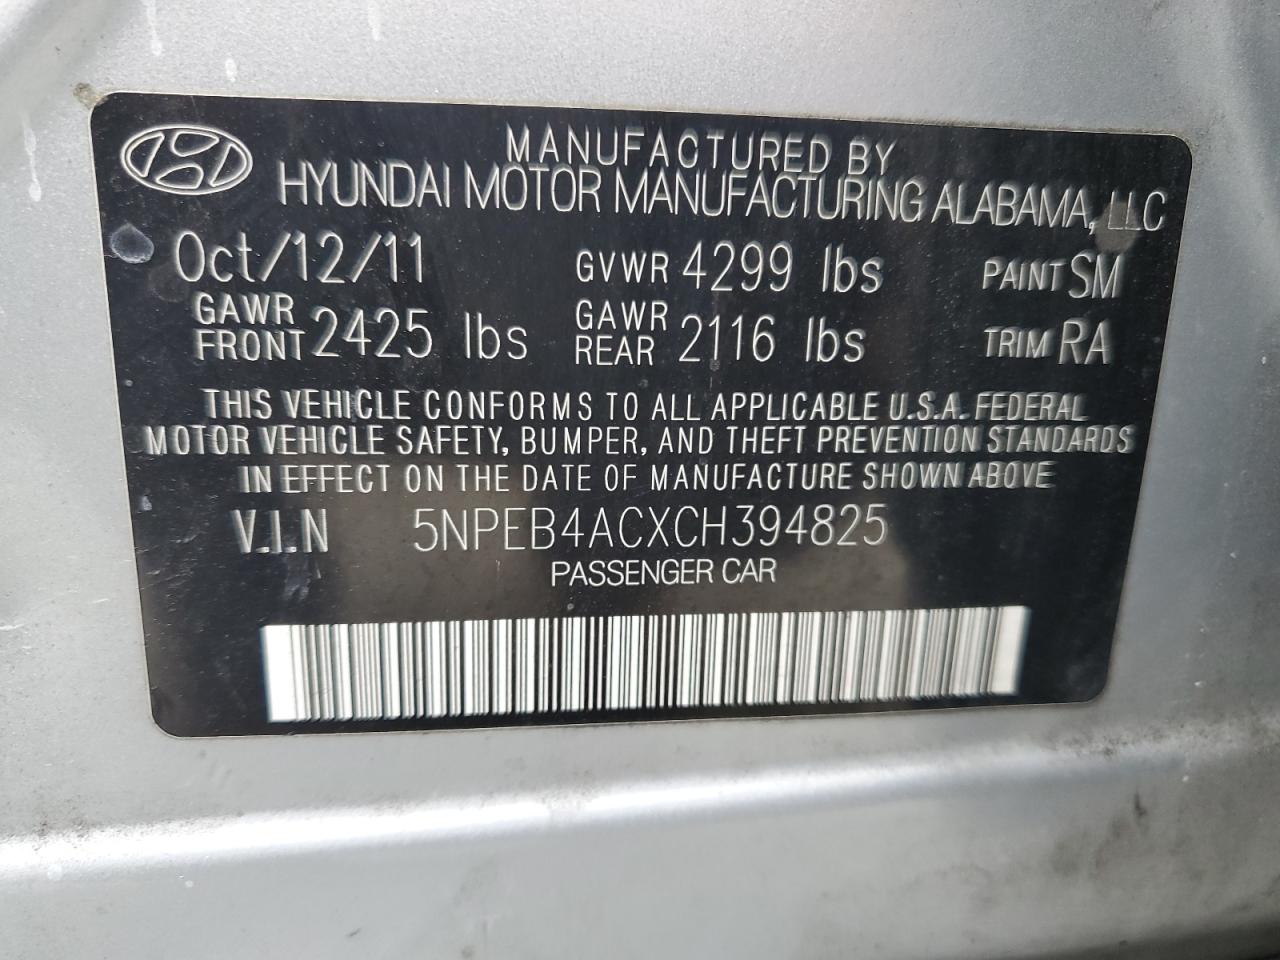 MANUFACTURED BY
HYUNDAI MOTOR MANUFACTURING ALABAMA, LLC
Oct/12/11 GVWR 4299 lbs PAINT SM
GAWR FRONT 2425 lbs GAWR REAR 2116 lbs TRIM RA
THIS VEHICLE CONFORMS TO ALL APPLICABLE U.S.A. FEDERAL
MOTOR VEHICLE SAFETY, BUMPER, AND THEFT PREVENTION STANDARDS
IN EFFECT ON THE DATE OF MANUFACTURE SHOWN ABOVE
V.I.N 5NPEB4ACXCH394825
PASSENGER CAR